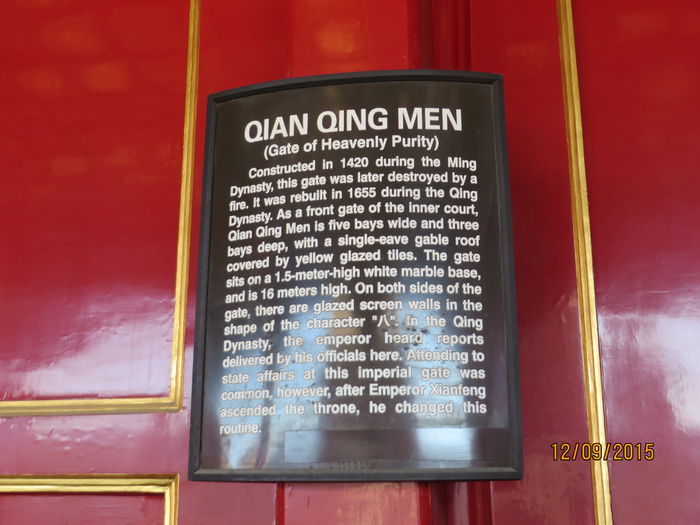 QIAN QING MEN
(Gate of Heavenly Purity)
Constructed in 1420 during the Ming
Dynasty, this gate was later destroyed by a
fire. It was rebuilt in 1655 during the Qing
Dynasty. As a front gate of the inner court,
Qian Qing Men is five bays wide and three
bays deep, with a single-eave gable roof
covered by yellow glazed tiles. The gate
sits on a 1.5-meter-high white marble base,
and is 16 meters high. On both sides of the
gate, there are glazed screen walls in the
shape of the character "八". In the Qing
Dynasty, the emperor heard reports
delivered by his officials here. Attending to
state affairs at this imperial gate was
common, however, after Emperor Xianfeng
ascended the throne, he changed this
routine.
12/09/2015